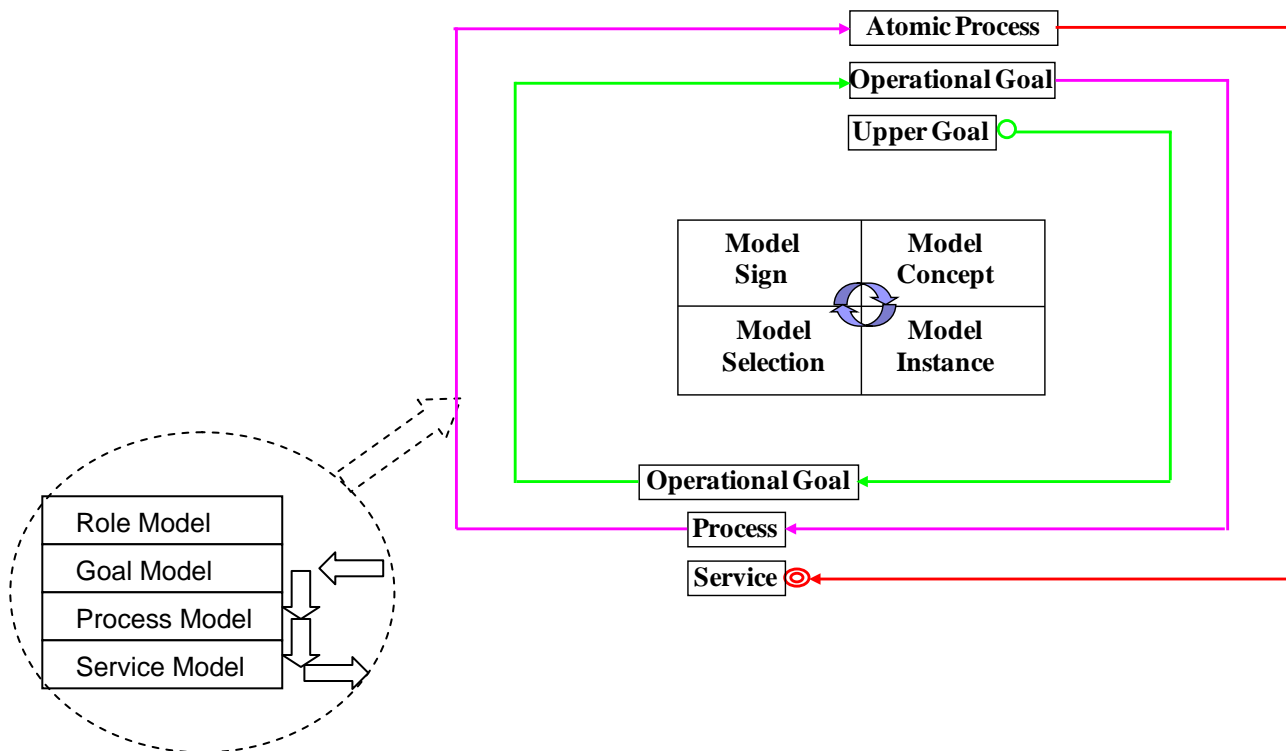 Atomic Process
Operational Goal
Upper Goal
Model
Sign
Model
Concept
Model
Selection
Model
Instance
Operational Goal
Process
Service
Role Model
Goal Model
Process Model
Service Model